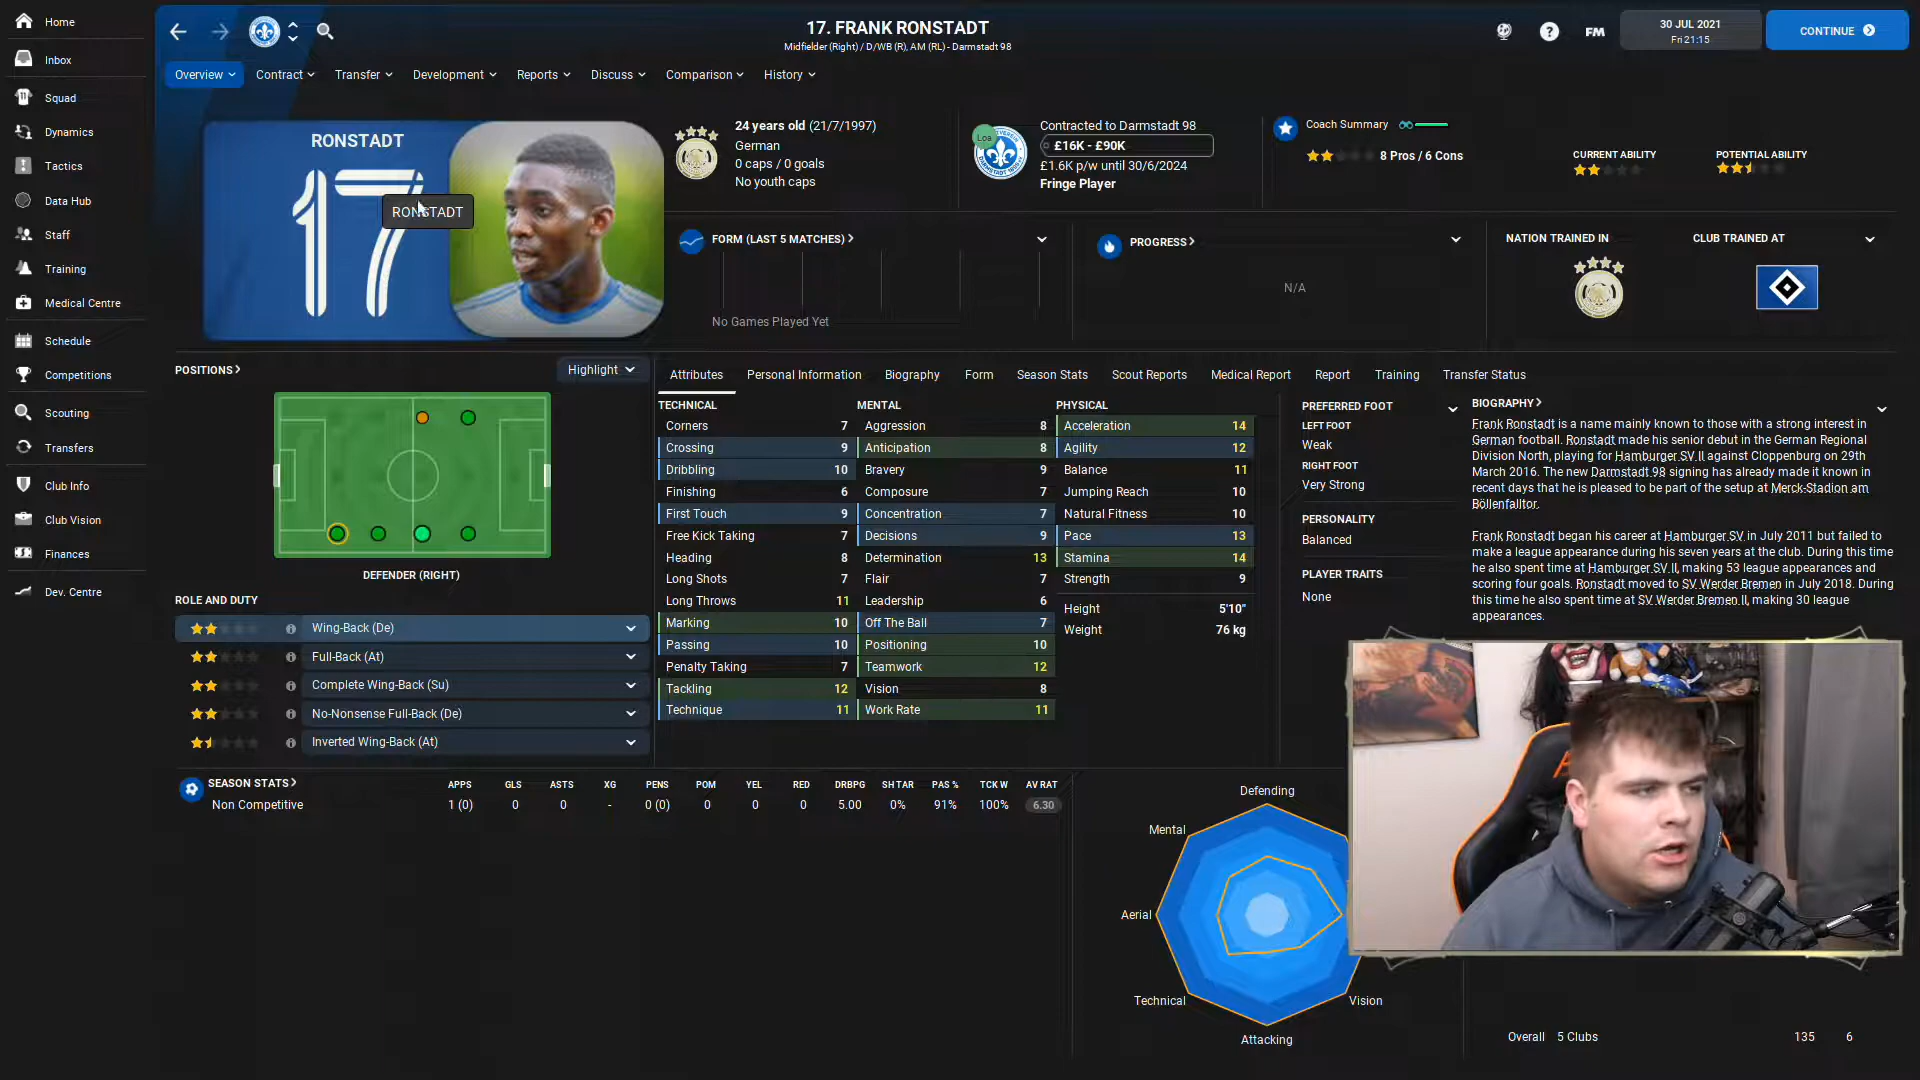 Home
Inbox
Squad
Dynamics
Tactics
Data Hub
Staff
Training
Medical Centre
Schedule
Competitions
Scouting
Transfers
Club Info
Club Vision
Finances
Dev. Centre
17. FRANK RONSTADT
Midfielder (Right) / D/WB (R), AM (RL) - Darmstadt 98
FM
30 JUL 2021
Fri 21:15
CONTINUE
Overview Contract Transfer Development Reports Discuss Comparison History
RONSTADT
17
RONSTADT
24 years old (21/7/1997)
German
0 caps / 0 goals
No youth caps
Loa
Contracted to Darmstadt 98
£16K - £90K
£1.6K p/w until 30/6/2024
Fringe Player
Coach Summary
8 Pros / 6 Cons
CURRENT ABILITY
POTENTIAL ABILITY
FORM (LAST 5 MATCHES)
No Games Played Yet
PROGRESS
N/A
NATION TRAINED IN
CLUB TRAINED AT
POSITIONS
Highlight
DEFENDER (RIGHT)
ROLE AND DUTY
Wing-Back (De)
Full-Back (At)
Complete Wing-Back (Su)
No-Nonsense Full-Back (De)
Inverted Wing-Back (At)
Attributes Personal Information Biography Form Season Stats Scout Reports Medical Report Report Training Transfer Status
TECHNICAL
Corners 7
Crossing 9
Dribbling 10
Finishing 6
First Touch 9
Free Kick Taking 7
Heading 8
Long Shots 7
Long Throws 11
Marking 10
Passing 10
Penalty Taking 7
Tackling 12
Technique 11
MENTAL
Aggression 8
Anticipation 8
Bravery 9
Composure 7
Concentration 7
Decisions 9
Determination 13
Flair 7
Leadership 6
Off The Ball 7
Positioning 10
Teamwork 12
Vision 8
Work Rate 11
PHYSICAL
Acceleration 14
Agility 12
Balance 11
Jumping Reach 10
Natural Fitness 10
Pace 13
Stamina 14
Strength 9
Height 5'10"
Weight 76 kg
PREFERRED FOOT
LEFT FOOT
Weak
RIGHT FOOT
Very Strong
PERSONALITY
Balanced
PLAYER TRAITS
None
BIOGRAPHY
Frank Ronstadt is a name mainly known to those with a strong interest in
German football. Ronstadt made his senior debut in the German Regional
Division North, playing for Hamburger SV II against Cloppenburg on 29th
March 2016. The new Darmstadt 98 signing has already made it known in
recent days that he is pleased to be part of the setup at Merck-Stadion am
Böllenfalltor.
Frank Ronstadt began his career at Hamburger SV in July 2011 but failed to
make a league appearance during his seven years at the club. During this time
he also spent time at Hamburger SV II, making 53 league appearances and
scoring four goals. Ronstadt moved to SV Werder Bremen in July 2018. During
this time he also spent time at SV Werder Bremen II, making 30 league
appearances.
SEASON STATS APPS GLS ASTS XG PENS POM YEL RED DRBPG SH TAR PAS % TCK W AV RAT
Non Competitive 1 (0) 0 0 - 0 (0) 0 0 0 5.00 0% 91% 100% 6.30
Defending
Mental
Aerial
Technical
Attacking
Vision
Overall 5 Clubs 135 6